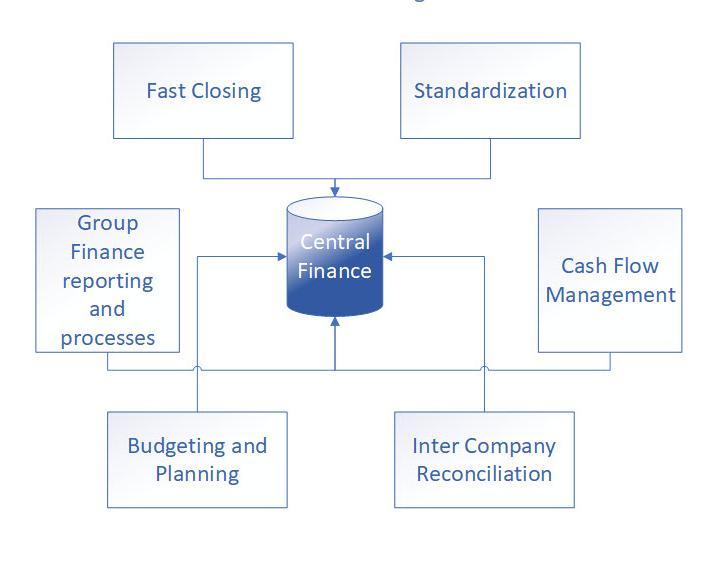 Fast Closing
Standardization
Group
Finance
reporting
and
processes
Central
Finance
Cash Flow
Management
Budgeting and
Planning
Inter Company
Reconciliation